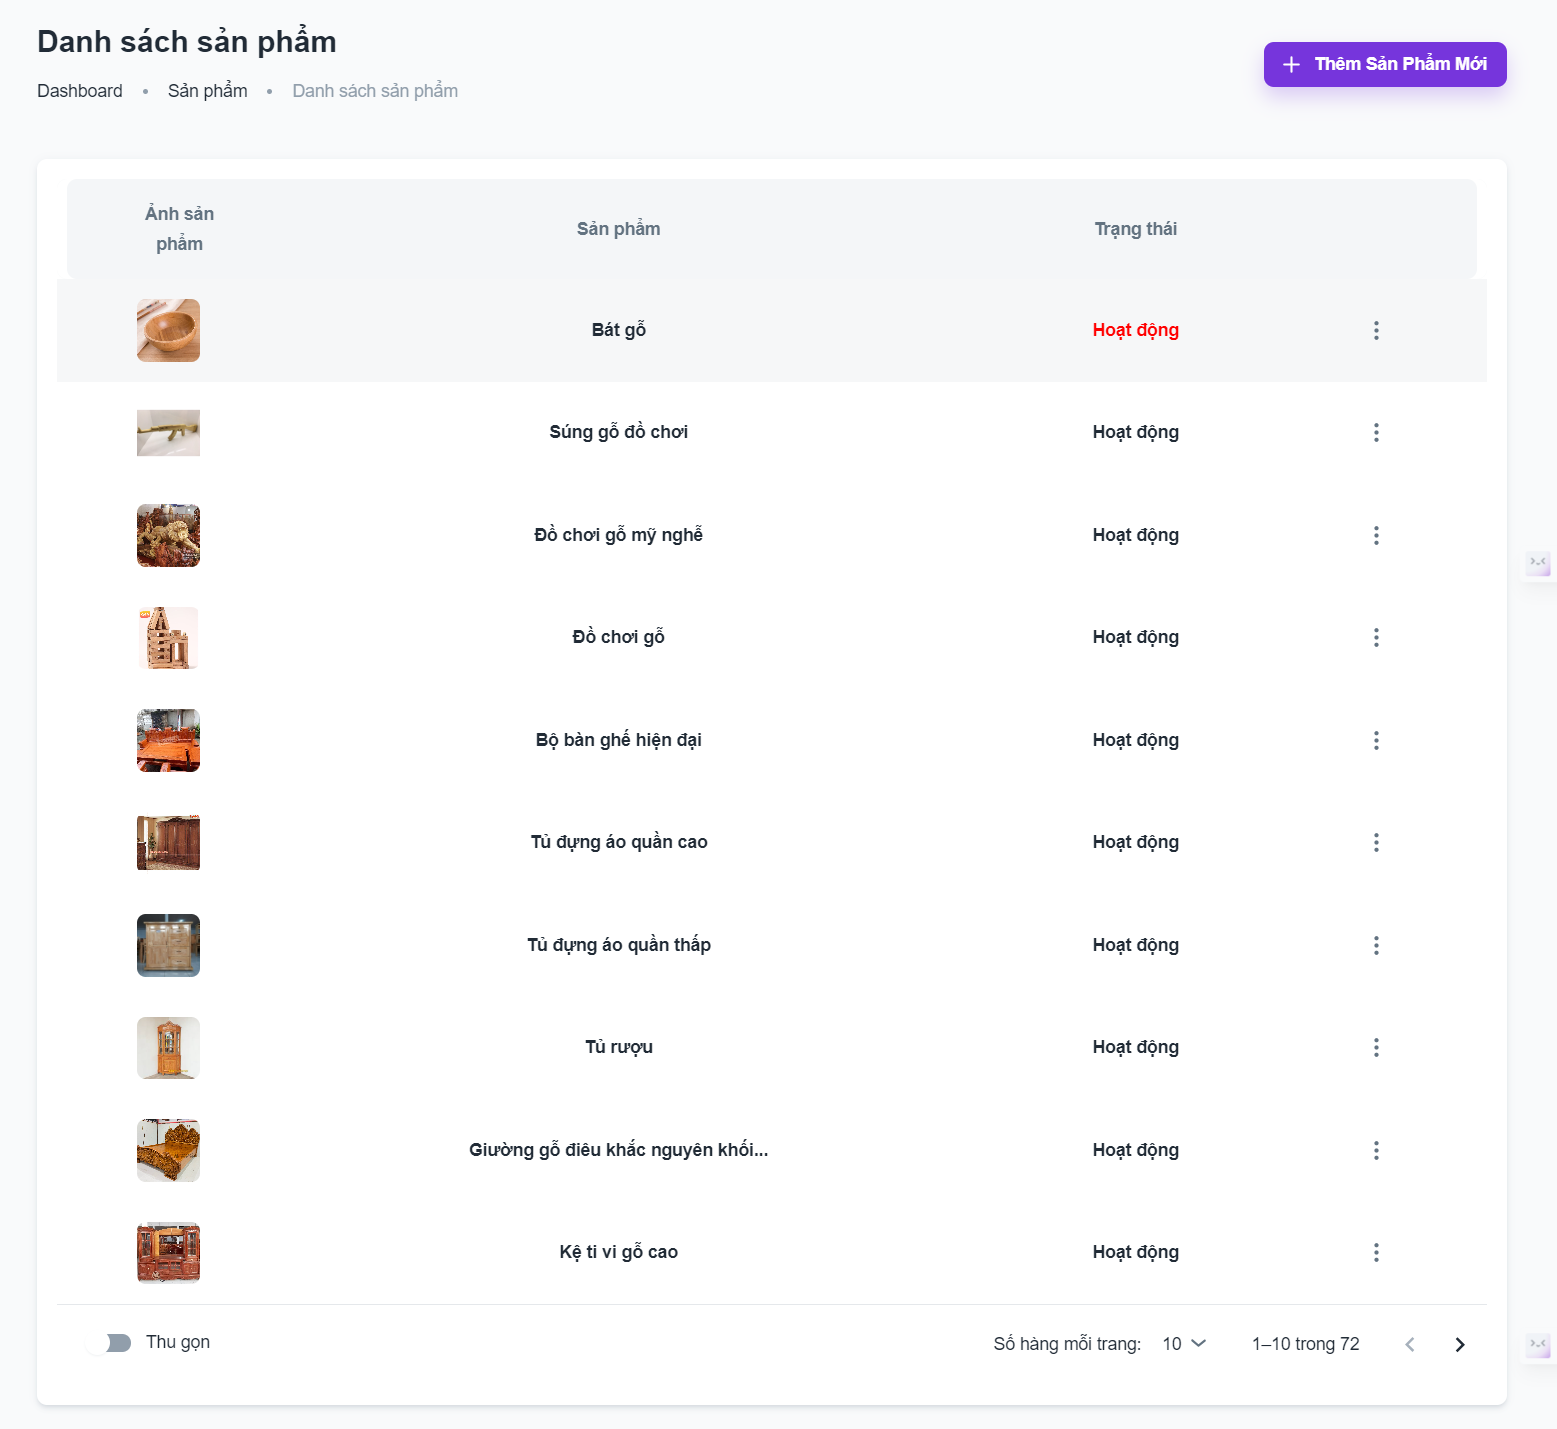 Danh sách sản phẩm
Dashboard • Sản phẩm • Danh sách sản phẩm
Thêm Sản Phẩm Mới
Ảnh sản
phẩm
Sản phẩm
Trạng thái
Bát gỗ
Hoạt động
Súng gỗ đồ chơi
Hoạt động
Đồ chơi gỗ mỹ nghễ
Hoạt động
Đồ chơi gỗ
Hoạt động
Bộ bàn ghế hiện đại
Hoạt động
Tủ đựng áo quần cao
Hoạt động
Tủ đựng áo quần thấp
Hoạt động
Tủ rượu
Hoạt động
Giường gỗ điêu khắc nguyên khối...
Hoạt động
Kệ ti vi gỗ cao
Hoạt động
Thu gọn
Số hàng mỗi trang: 10
1–10 trong 72